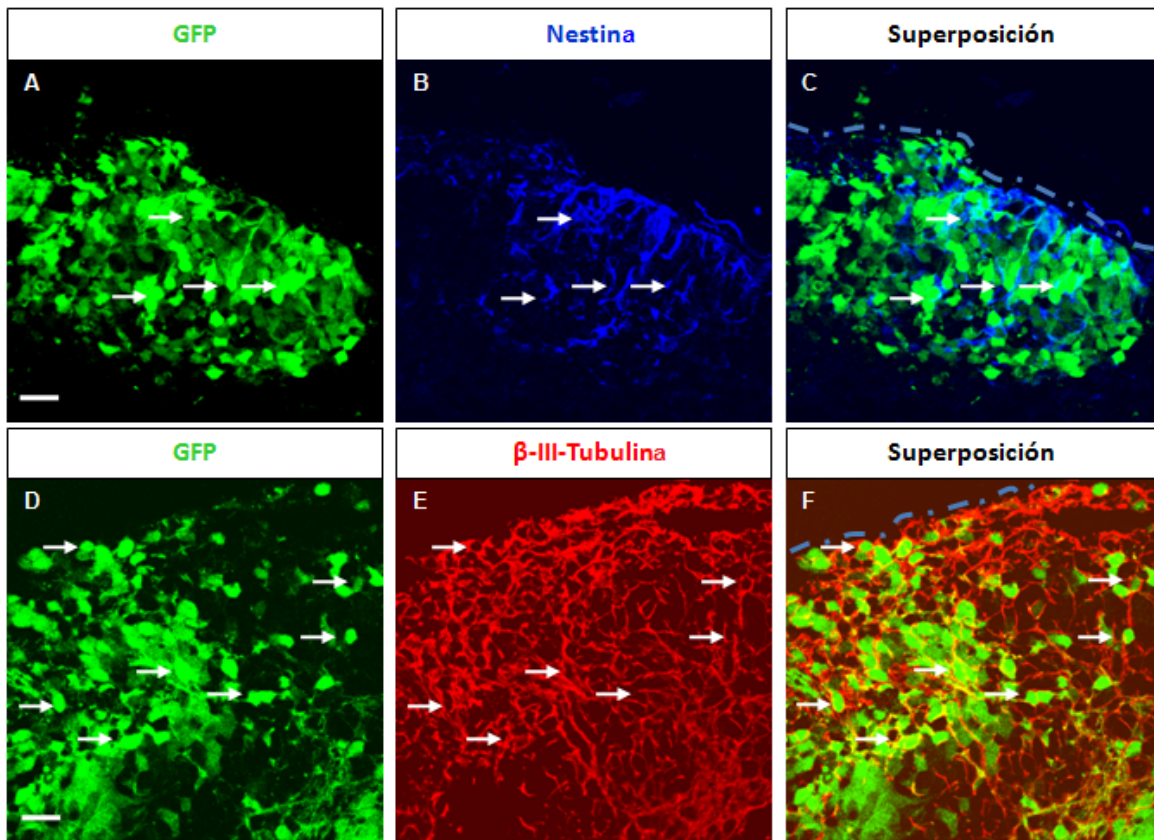 GFP Nestina Superposición
A B C
GFP β-III-Tubulina Superposición
D E F